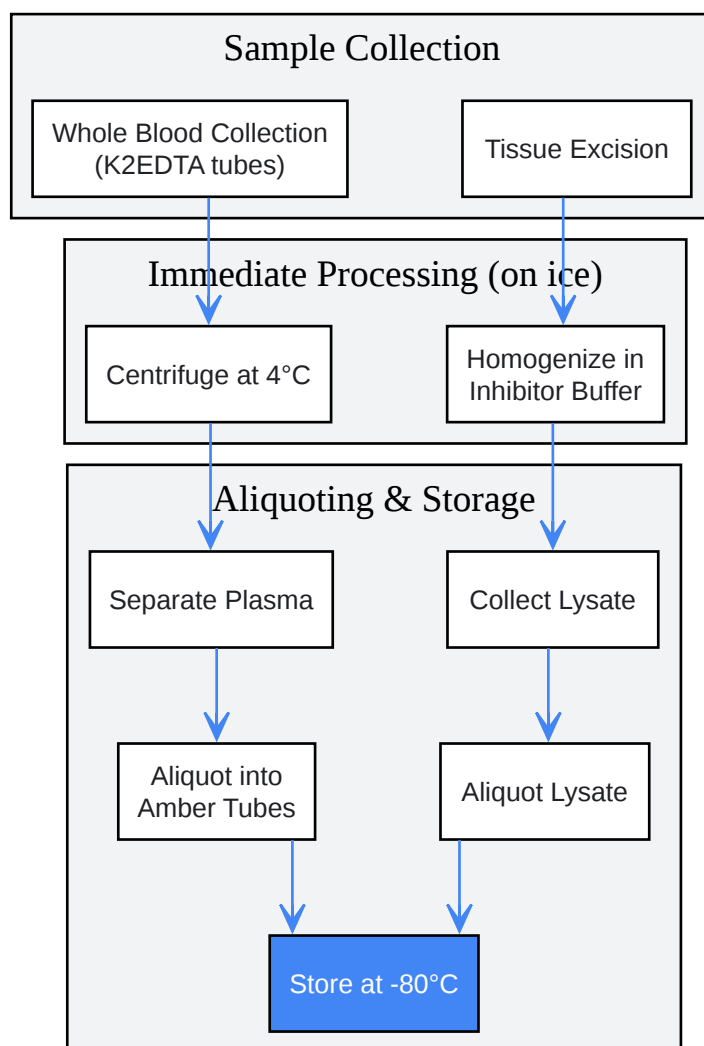 Sample Collection
Whole Blood Collection
(K2EDTA tubes)
Tissue Excision
Immediate Processing (on ice)
Centrifuge at 4°C
Homogenize in
Inhibitor Buffer
Aliquoting & Storage
Separate Plasma
Collect Lysate
Aliquot into
Amber Tubes
Aliquot Lysate
Store at -80°C